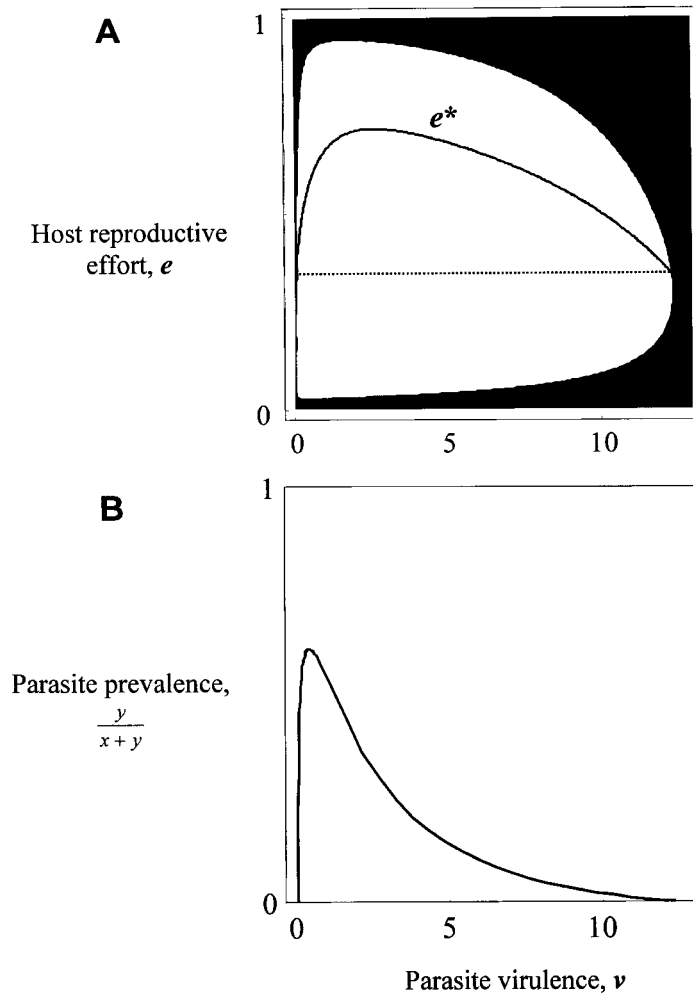 A
1
e*
Host reproductive
effort, e
0
0 5 10
B
1
Parasite prevalence,
y
x + y
0
0 5 10
Parasite virulence, v